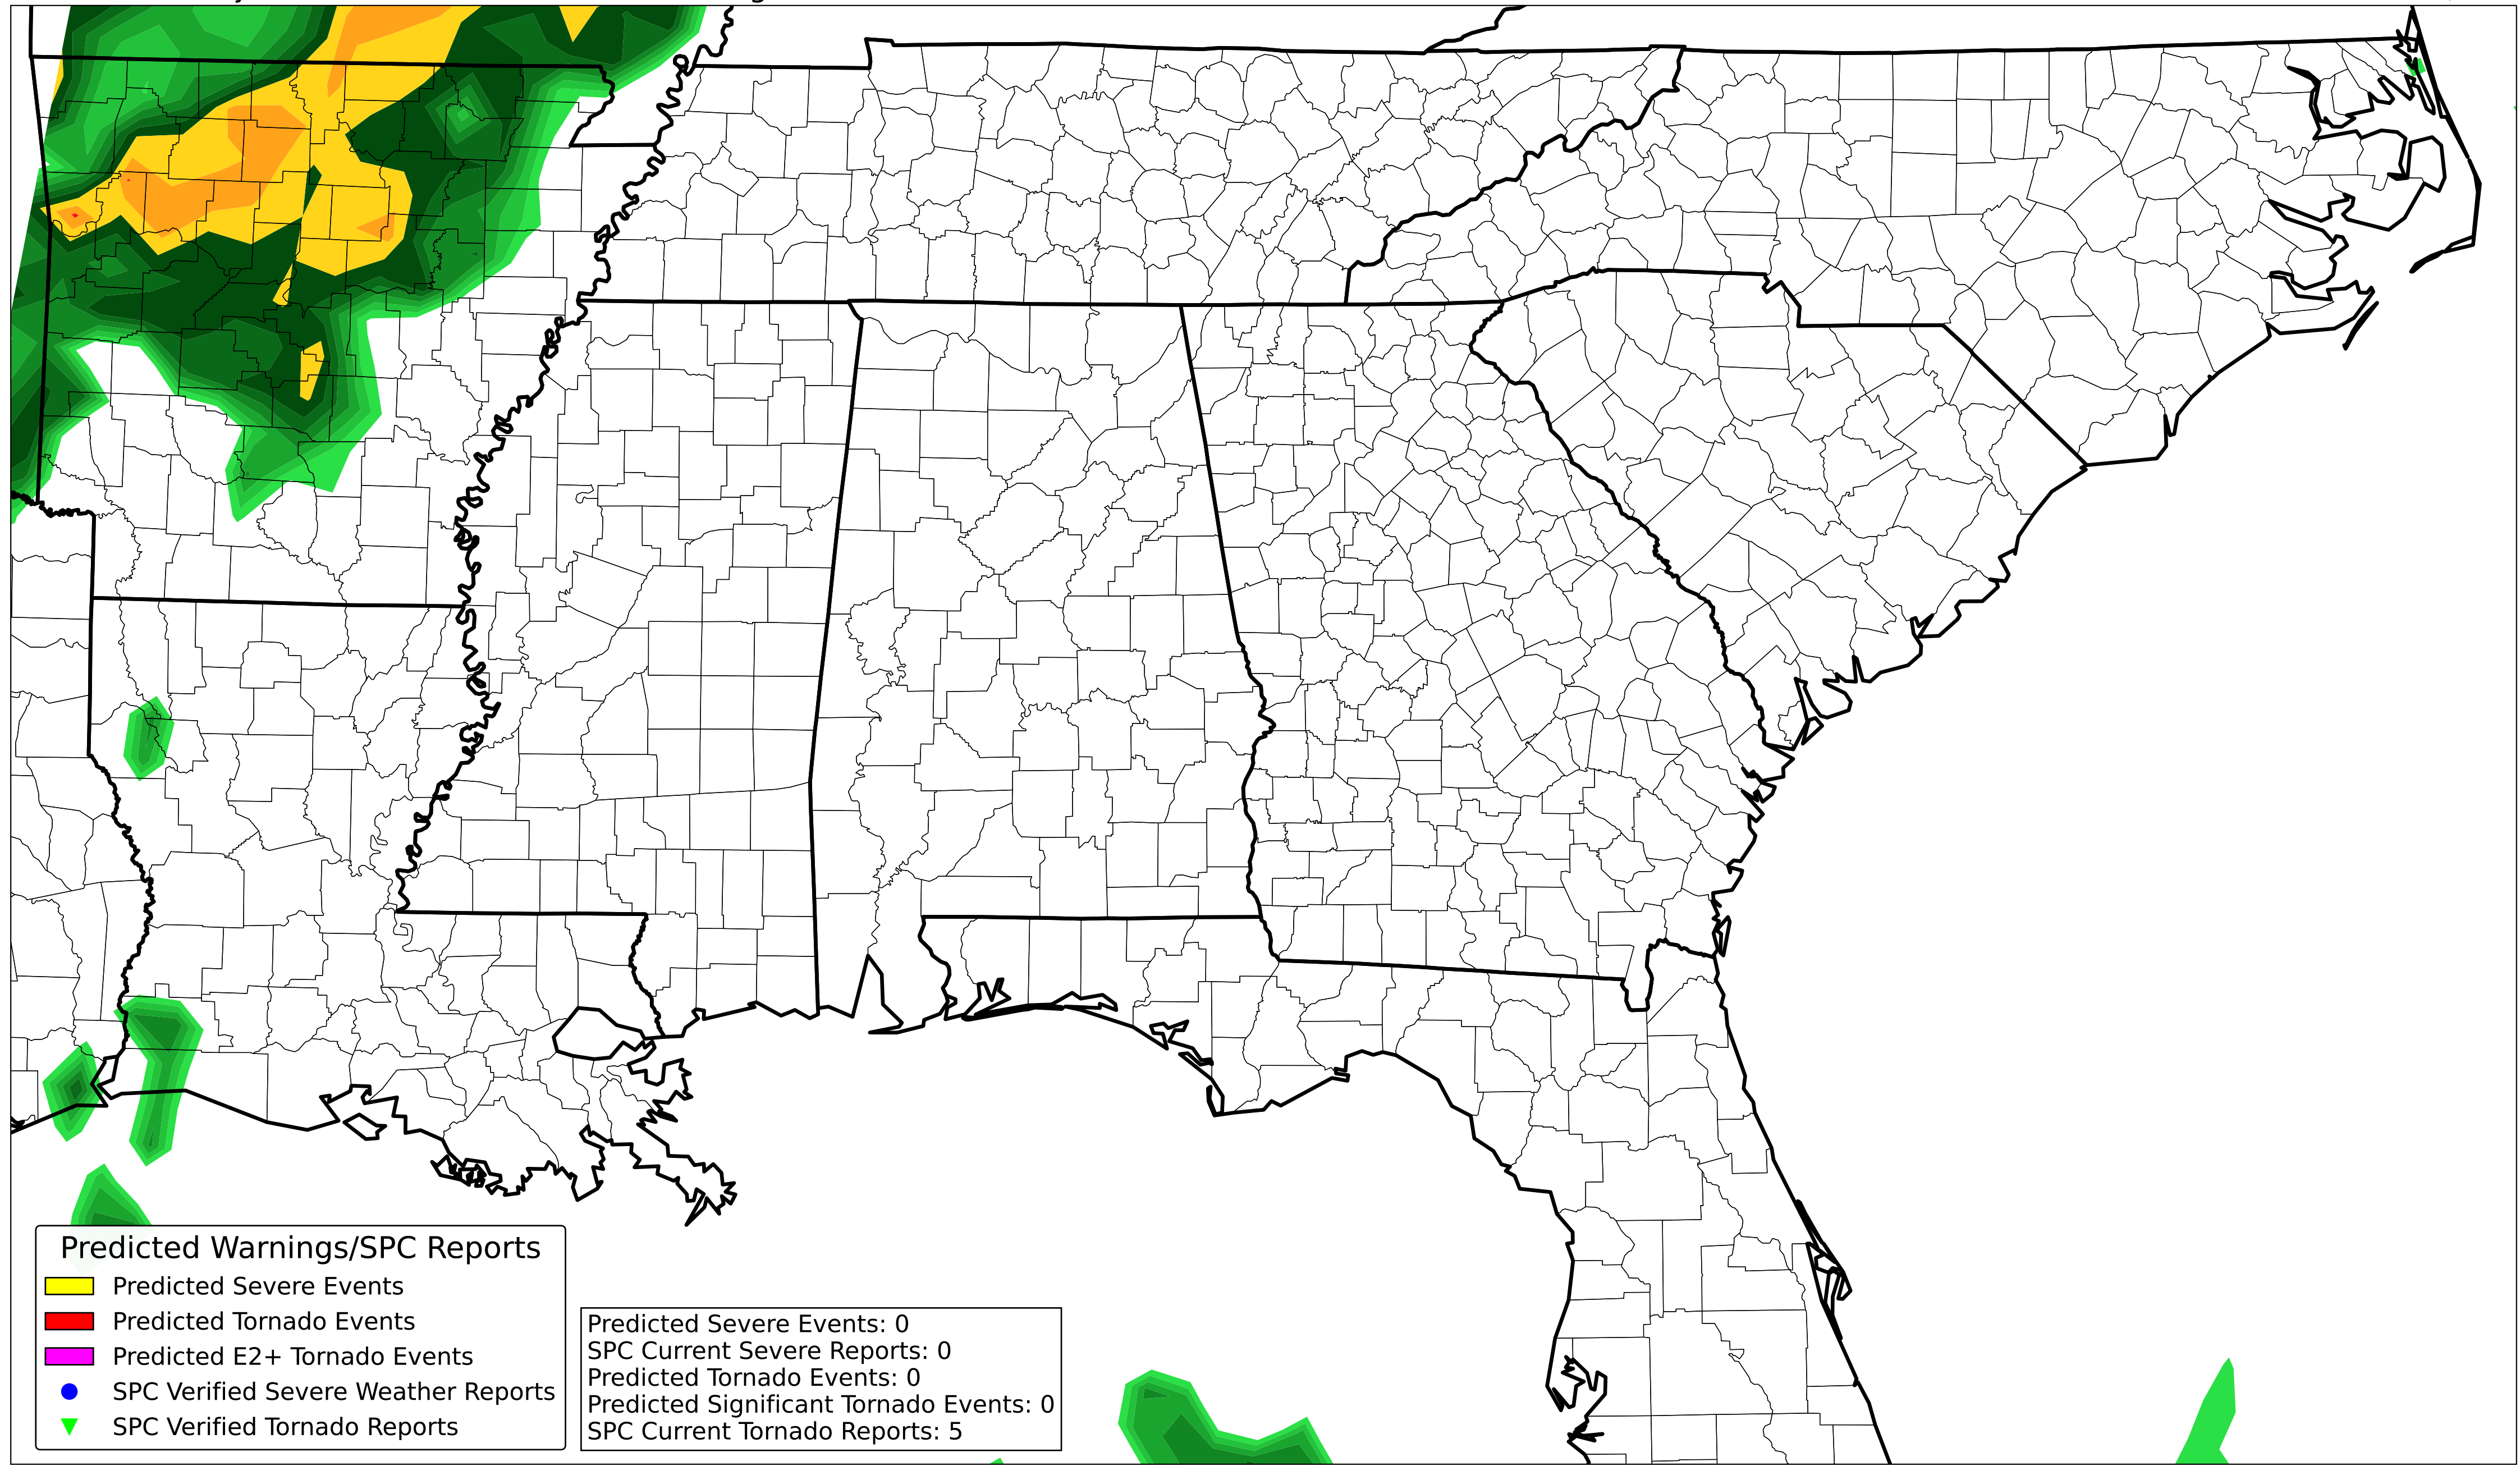 Predicted Warnings/SPC Reports
Predicted Severe Events
Predicted Tornado Events
Predicted E2+ Tornado Events
SPC Verified Severe Weather Reports
SPC Verified Tornado Reports
Predicted Severe Events: 0
SPC Current Severe Reports: 0
Predicted Tornado Events: 0
Predicted Significant Tornado Events: 0
SPC Current Tornado Reports: 5